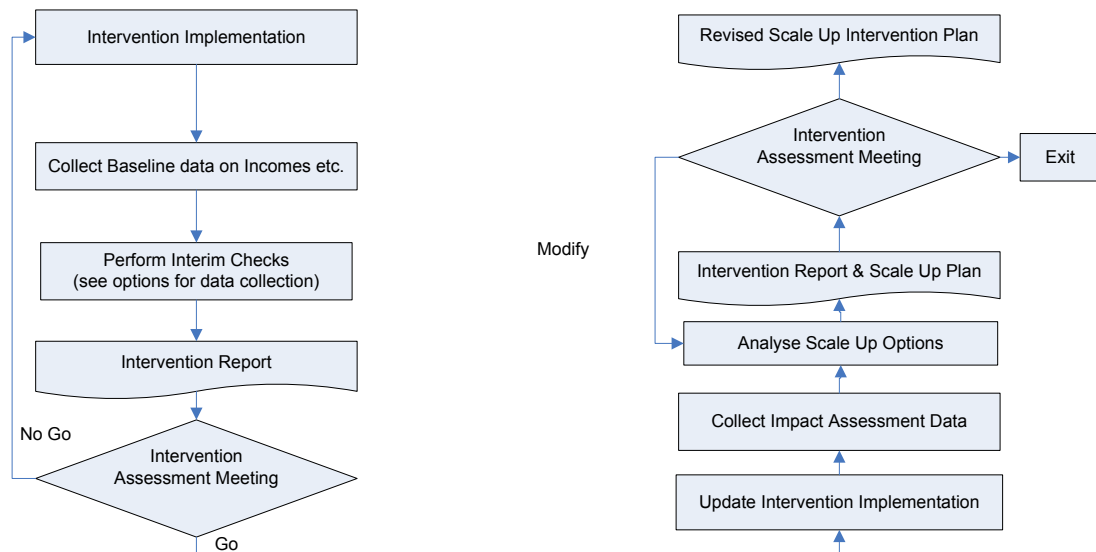 Intervention Implementation
Collect Baseline data on Incomes etc.
Perform Interim Checks
(see options for data collection)
Intervention Report
No Go
Intervention
Assessment Meeting
Go
Revised Scale Up Intervention Plan
Intervention
Assessment Meeting
Exit
Modify
Intervention Report & Scale Up Plan
Analyse Scale Up Options
Collect Impact Assessment Data
Update Intervention Implementation